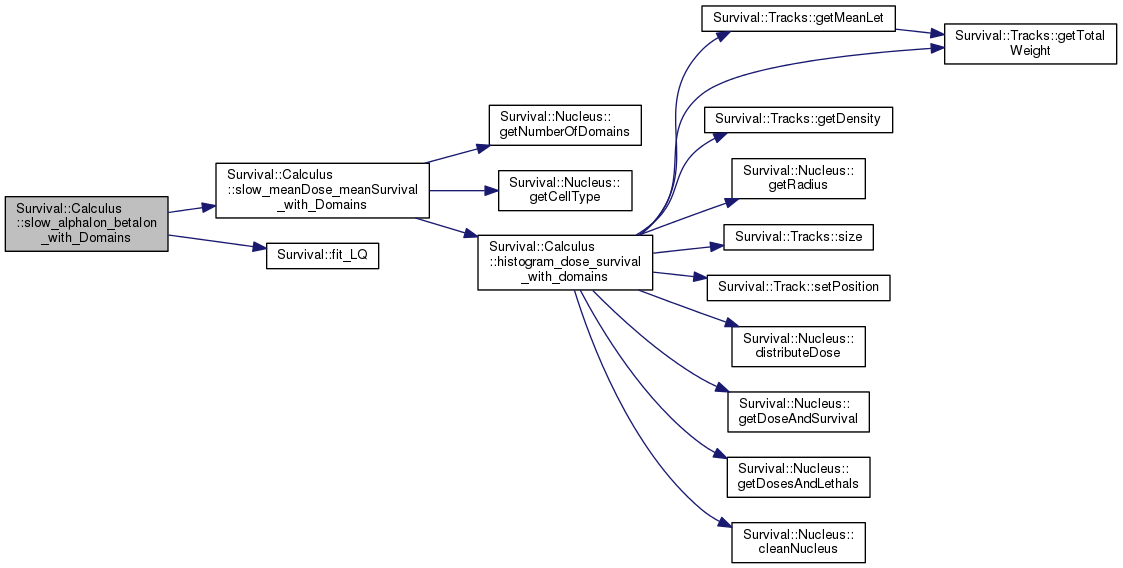 Survival::Calculus
::slow_alphaIon_betaIon
_with_Domains
Survival::Calculus
::slow_meanDose_meanSurvival
_with_Domains
Survival::fit_LQ
Survival::Nucleus::
getNumberOfDomains
Survival::Nucleus::
getCellType
Survival::Calculus
::histogram_dose_survival
_with_domains
Survival::Tracks::getMeanLet
Survival::Tracks::getTotal
Weight
Survival::Tracks::getDensity
Survival::Nucleus::
getRadius
Survival::Tracks::size
Survival::Track::setPosition
Survival::Nucleus::
distributeDose
Survival::Nucleus::
getDoseAndSurvival
Survival::Nucleus::
getDosesAndLethals
Survival::Nucleus::
cleanNucleus